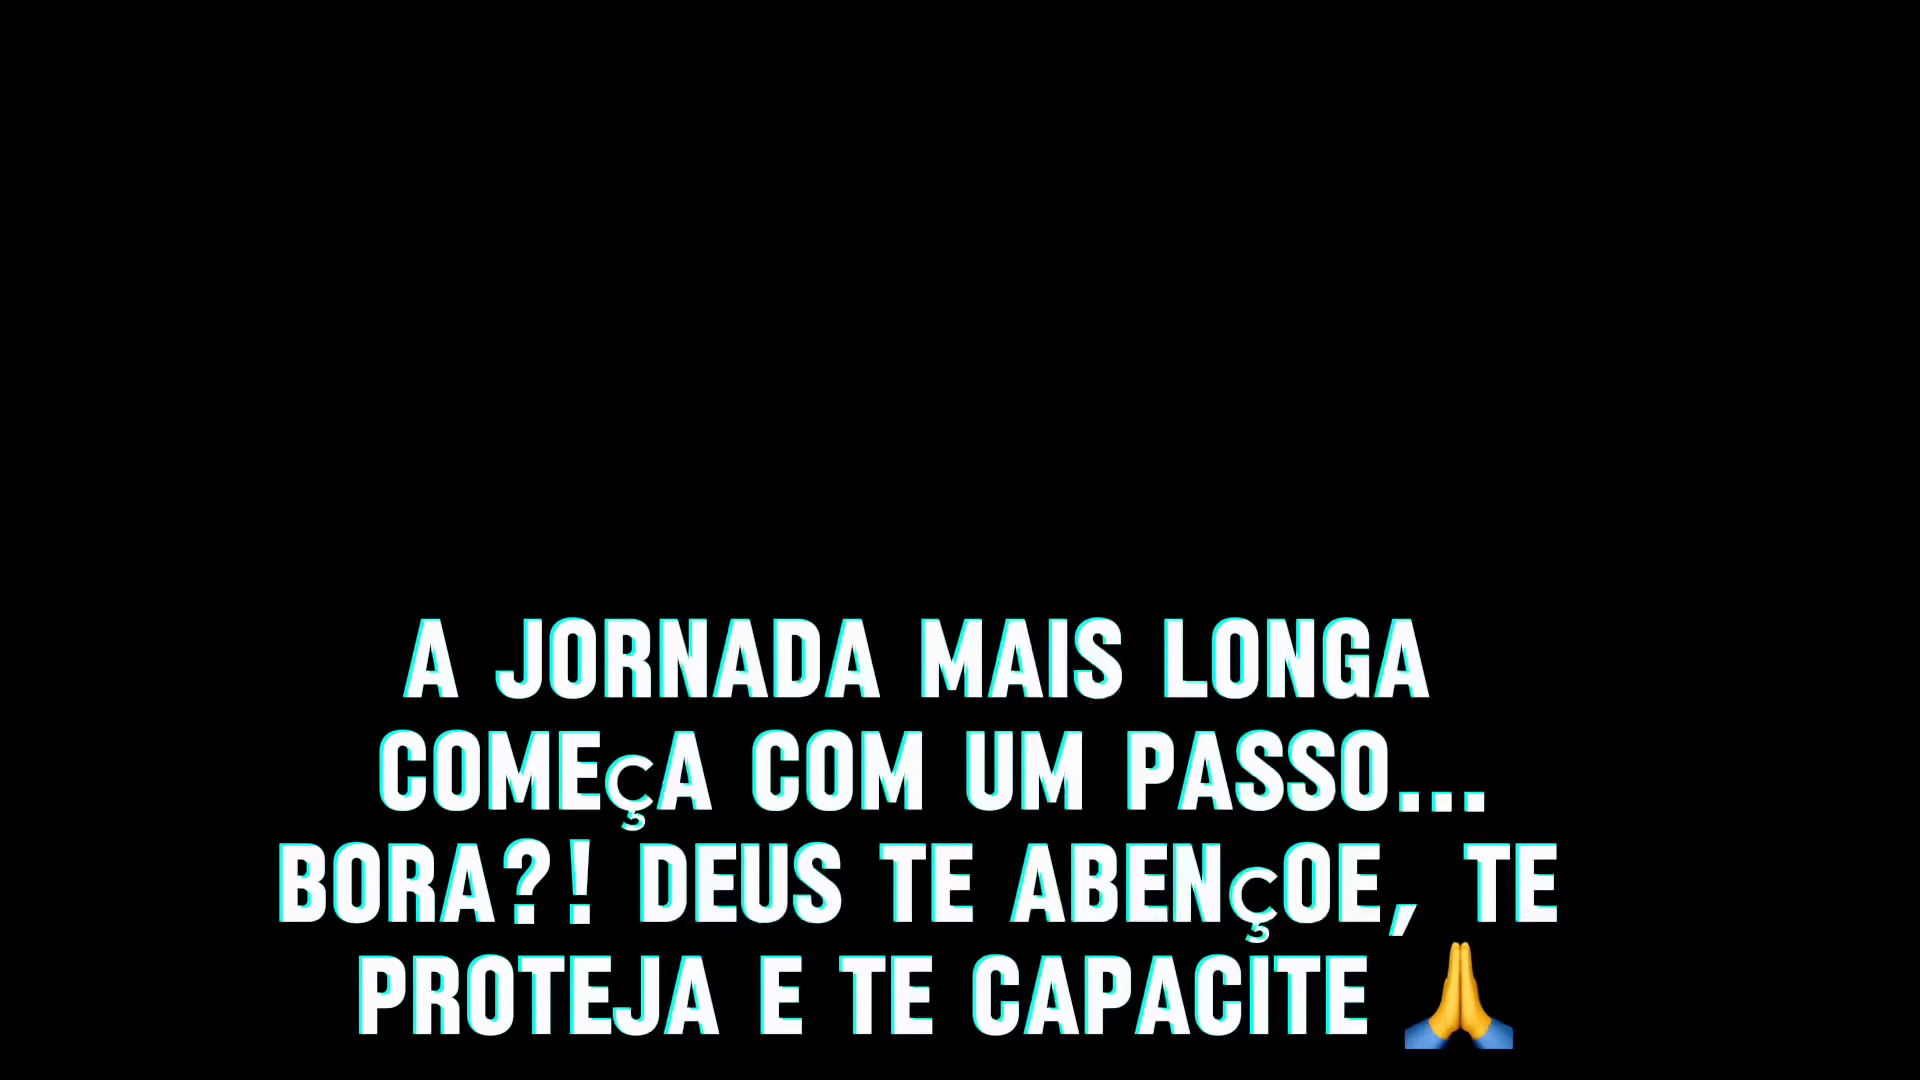 A JORNADA MAIS LONGA
COMEÇA COM UM PASSO...
BORA?! DEUS TE ABENÇOE, TE
PROTEJA E TE CAPACITE 🙏